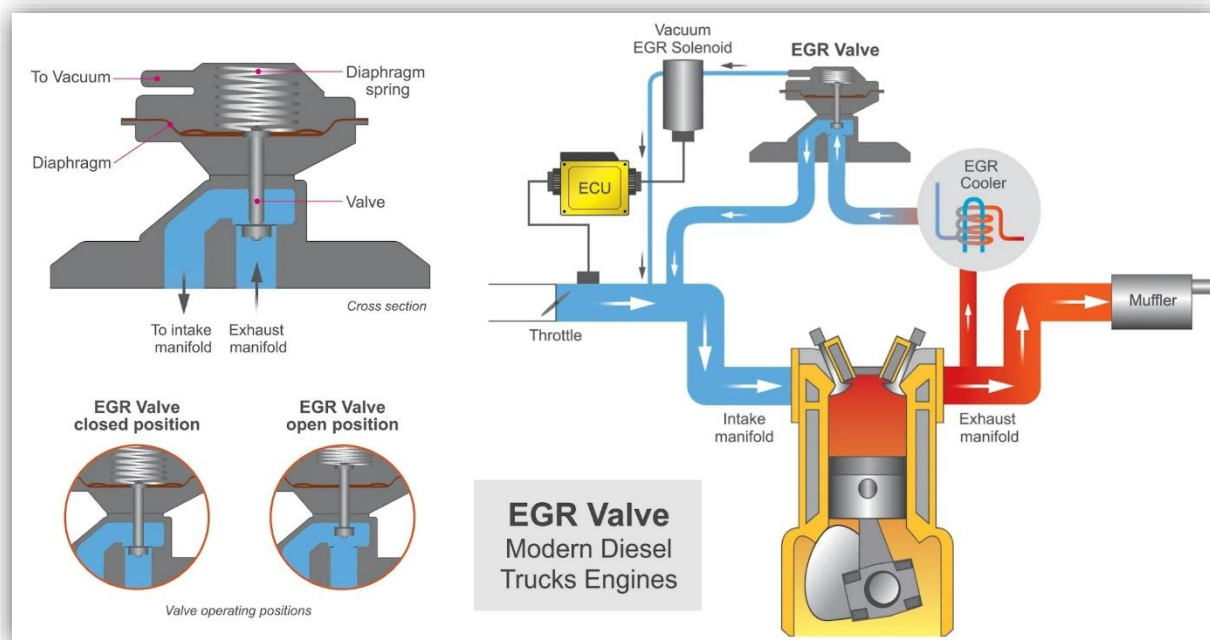 To Vacuum
Diaphragm
spring
Diaphragm
Valve
Cross section
To intake
manifold
Exhaust
manifold
EGR Valve
closed position
EGR Valve
open position
Valve operating positions
Vacuum
EGR Solenoid
EGR Valve
ECU
EGR
Cooler
Throttle
Muffler
Intake
manifold
Exhaust
manifold
EGR Valve
Modern Diesel
Trucks Engines